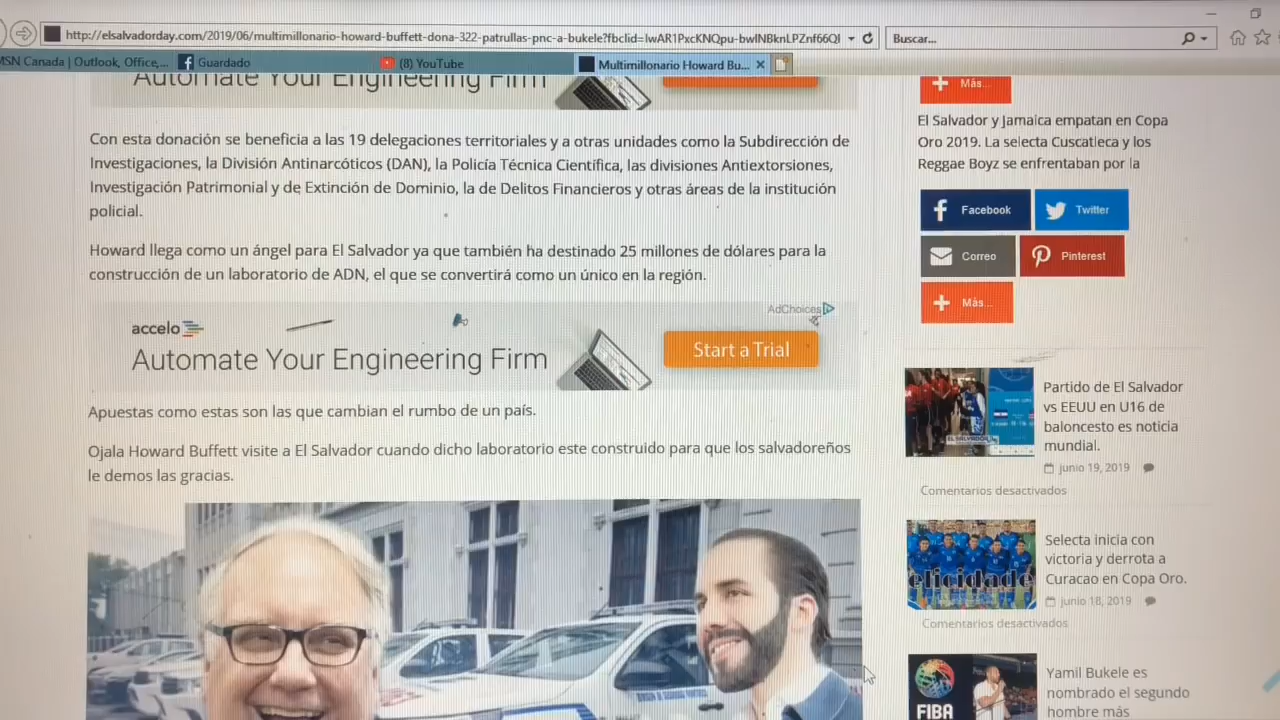 http://elsalvadorday.com/2019/06/multimillonario-howard-buffett-dona-322-patrullas-pnc-a-bukele?fbclid=IwAR1PxcKNQpu-bwlNBknLPZnf66Ql
Buscar...
MSN Canada | Outlook, Office,...
Guardado
(8) YouTube
Multimillonario Howard Bu...
Automate Your Engineering Firm
Con esta donación se beneficia a las 19 delegaciones territoriales y a otras unidades como la Subdirección de
Investigaciones, la División Antinarcóticos (DAN), la Policía Técnica Científica, las divisiones Antiextorsiones,
Investigación Patrimonial y de Extinción de Dominio, la de Delitos Financieros y otras áreas de la institución
policial.
Howard llega como un ángel para El Salvador ya que también ha destinado 25 millones de dólares para la
construcción de un laboratorio de ADN, el que se convertirá como un único en la región.
AdChoices
accelo
Automate Your Engineering Firm
Start a Trial
Apuestas como estas son las que cambian el rumbo de un país.
Ojala Howard Buffett visite a El Salvador cuando dicho laboratorio este construido para que los salvadoreños
le demos las gracias.
Más...
El Salvador y Jamaica empatan en Copa
Oro 2019. La selecta Cuscatleca y los
Reggae Boyz se enfrentaban por la
Facebook
Twitter
Correo
Pinterest
Más...
Partido de El Salvador
vs EEUU en U16 de
baloncesto es noticia
mundial.
junio 19, 2019
Comentarios desactivados
Selecta inicia con
victoria y derrota a
Curacao en Copa Oro.
junio 18, 2019
Comentarios desactivados
elicidade
Yamil Bukele es
nombrado el segundo
hombre más
FIBA